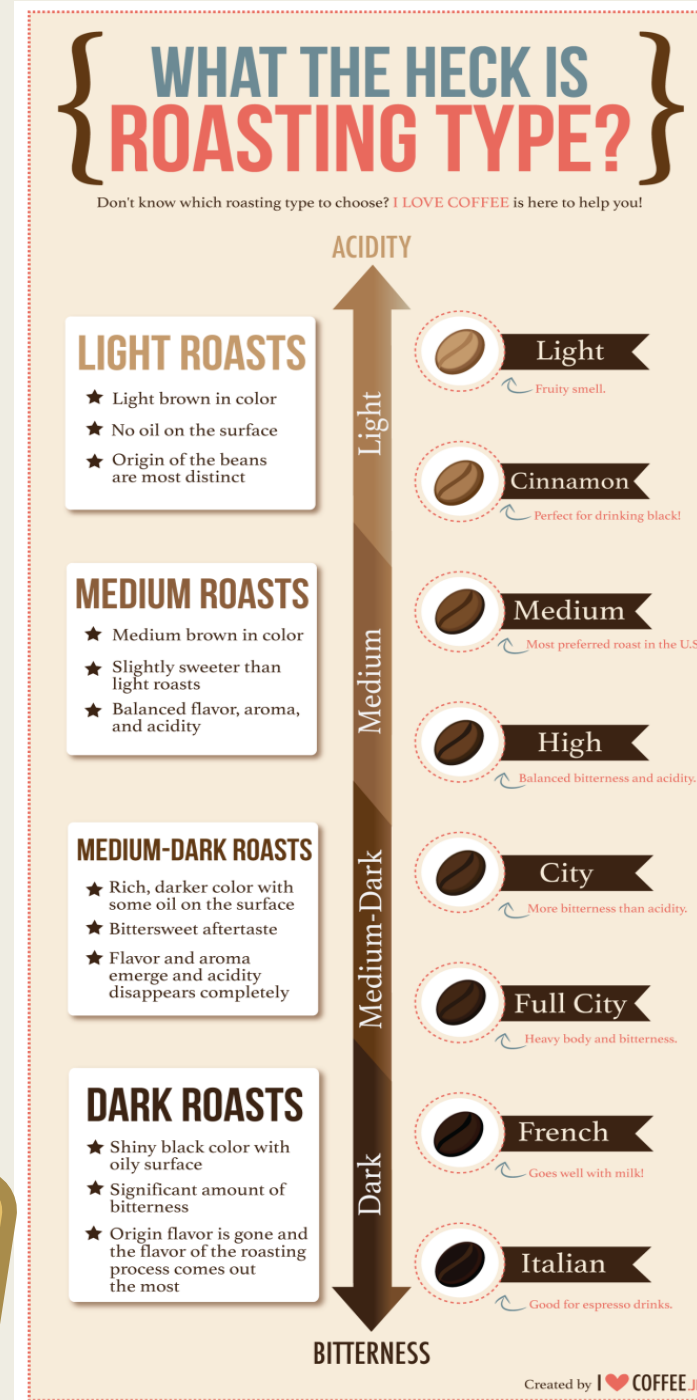 WHAT THE HECK IS
ROASTING TYPE?
Don't know which roasting type to choose? I LOVE COFFEE is here to help you!
ACIDITY
LIGHT ROASTS
Light brown in color
No oil on the surface
Origin of the beans
are most distinct
Light
Light
Fruity smell.
Cinnamon
Perfect for drinking black!
MEDIUM ROASTS
Medium brown in color
Slightly sweeter than
light roasts
Balanced flavor, aroma,
and acidity
Medium
Medium
Most preferred roast in the U.S
High
Balanced bitterness and acidity.
MEDIUM-DARK ROASTS
Rich, darker color with
some oil on the surface
Bittersweet aftertaste
Flavor and aroma
emerge and acidity
disappears completely
Medium-Dark
City
More bitterness than acidity.
Full City
Heavy body and bitterness.
DARK ROASTS
Shiny black color with
oily surface
Significant amount of
bitterness
Origin flavor is gone and
the flavor of the roasting
process comes out
the most
Dark
French
Goes well with milk!
Italian
Good for espresso drinks.
BITTERNESS
Created by I ❤ COFFEE